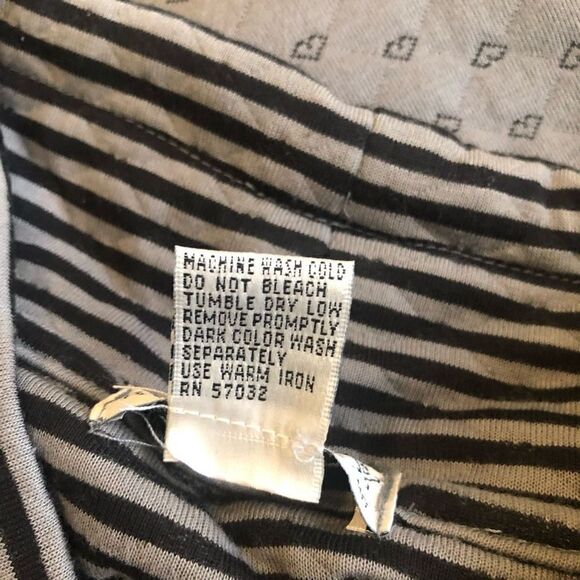 MACHINE WASH COLD
DO NOT BLEACH
TUMBLE DRY LOW
REMOVE PROMPTLY
DARK COLOR WASH
SEPARATELY
USE WARM IRON
RN 57032